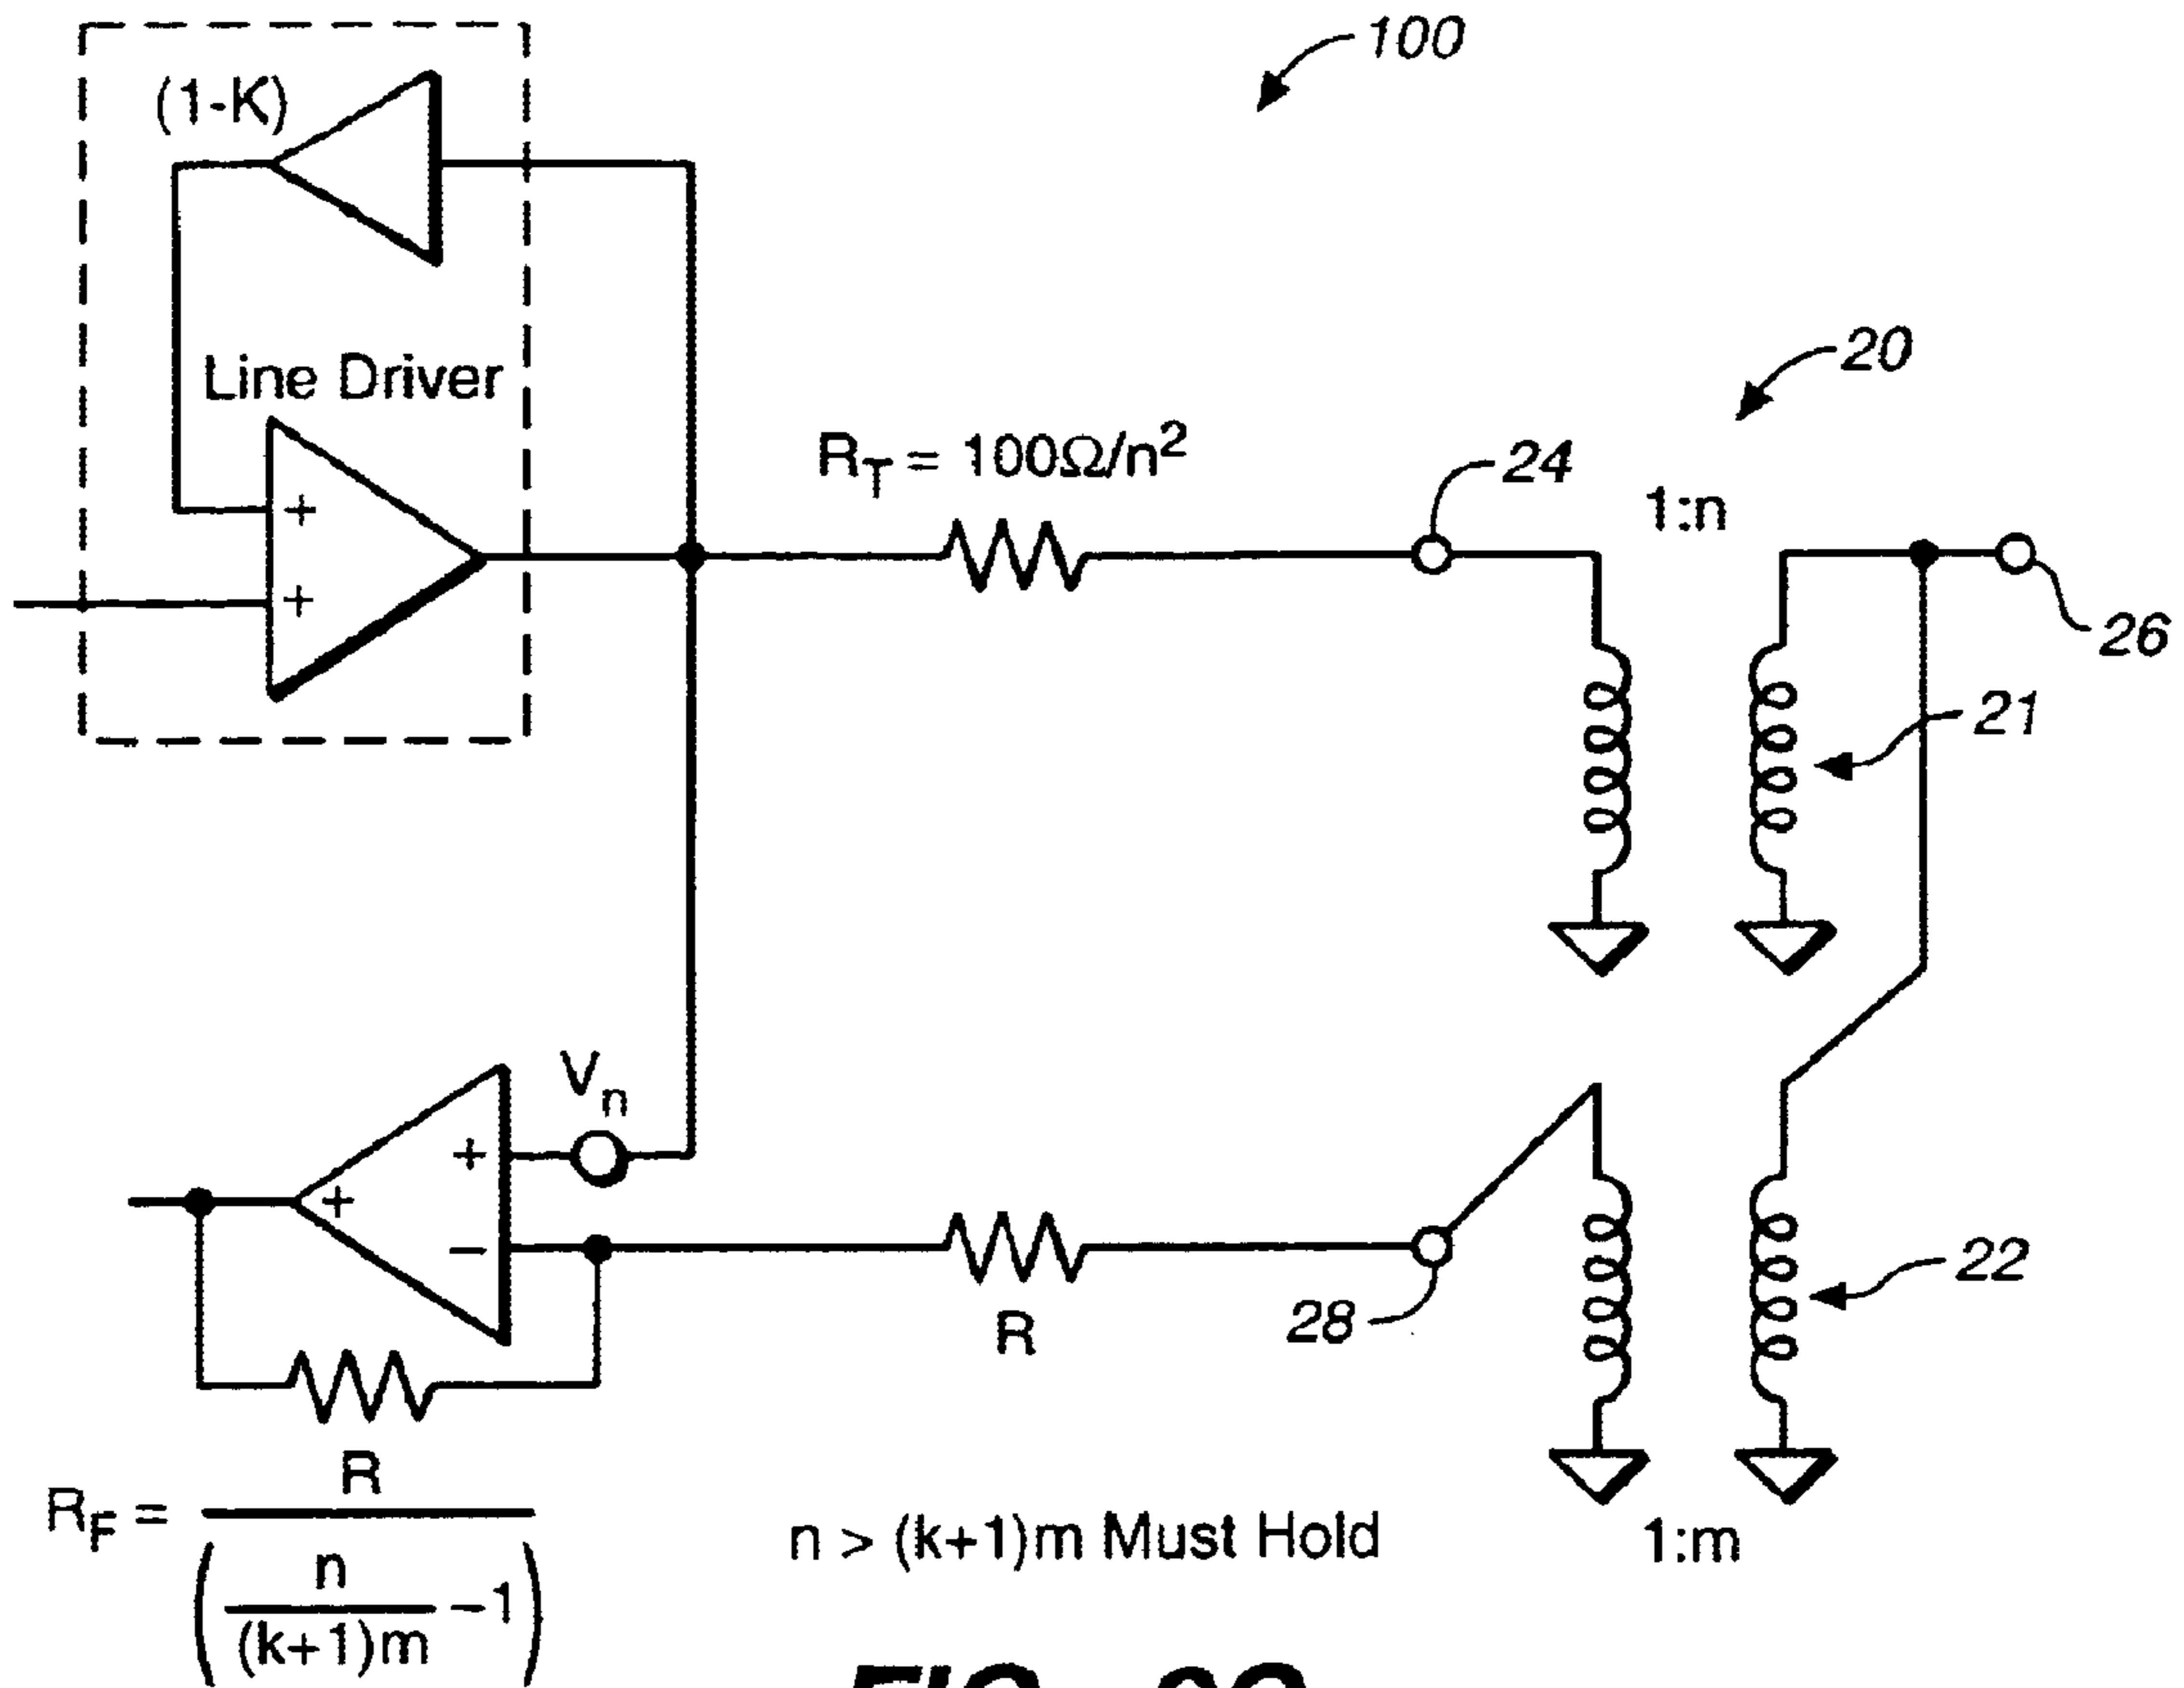 100
(1-K)
Line Driver
20
R_T = 100Ω/n²
24
1:n
+
+
26
21
V_n
+
+
−
22
28
R
R_F = R / ( n / (k+1)m −1 )
n > (k+1)m Must Hold
1:m